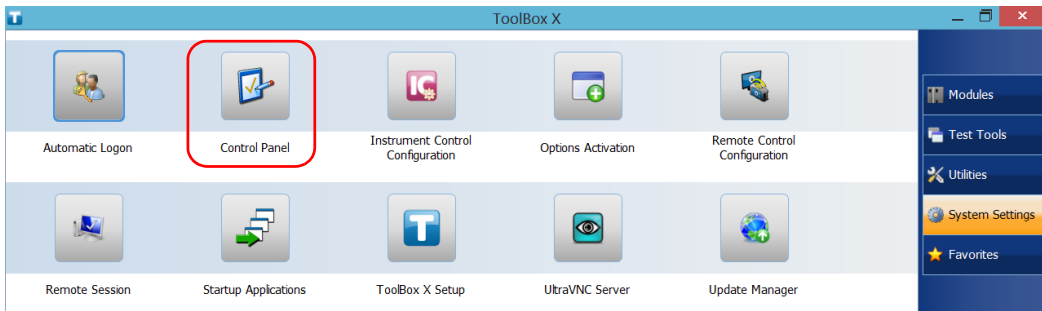 ToolBox X
Automatic Logon
Control Panel
Instrument Control
Configuration
Options Activation
Remote Control
Configuration
Remote Session
Startup Applications
ToolBox X Setup
UltraVNC Server
Update Manager
Modules
Test Tools
Utilities
System Settings
Favorites